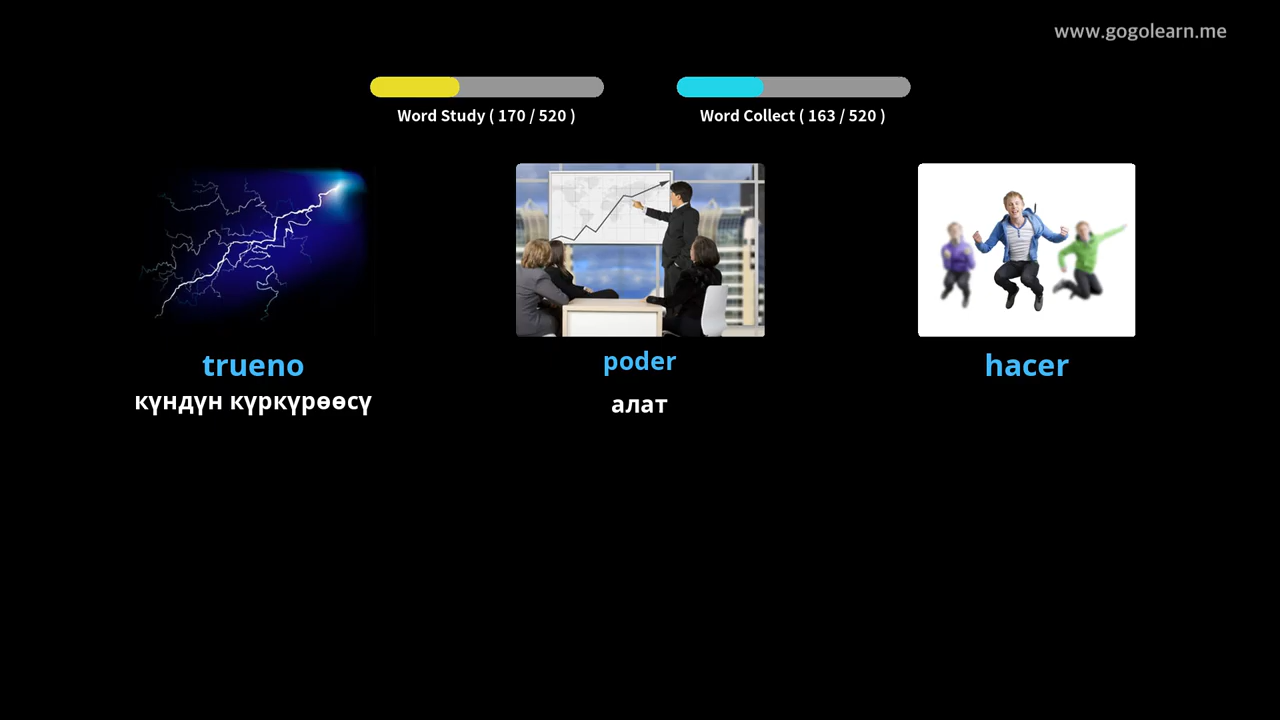 www.gogolearn.me
Word Study ( 170 / 520 )
Word Collect ( 163 / 520 )
trueno
poder
hacer
күндүн күркүрөөсү
алат